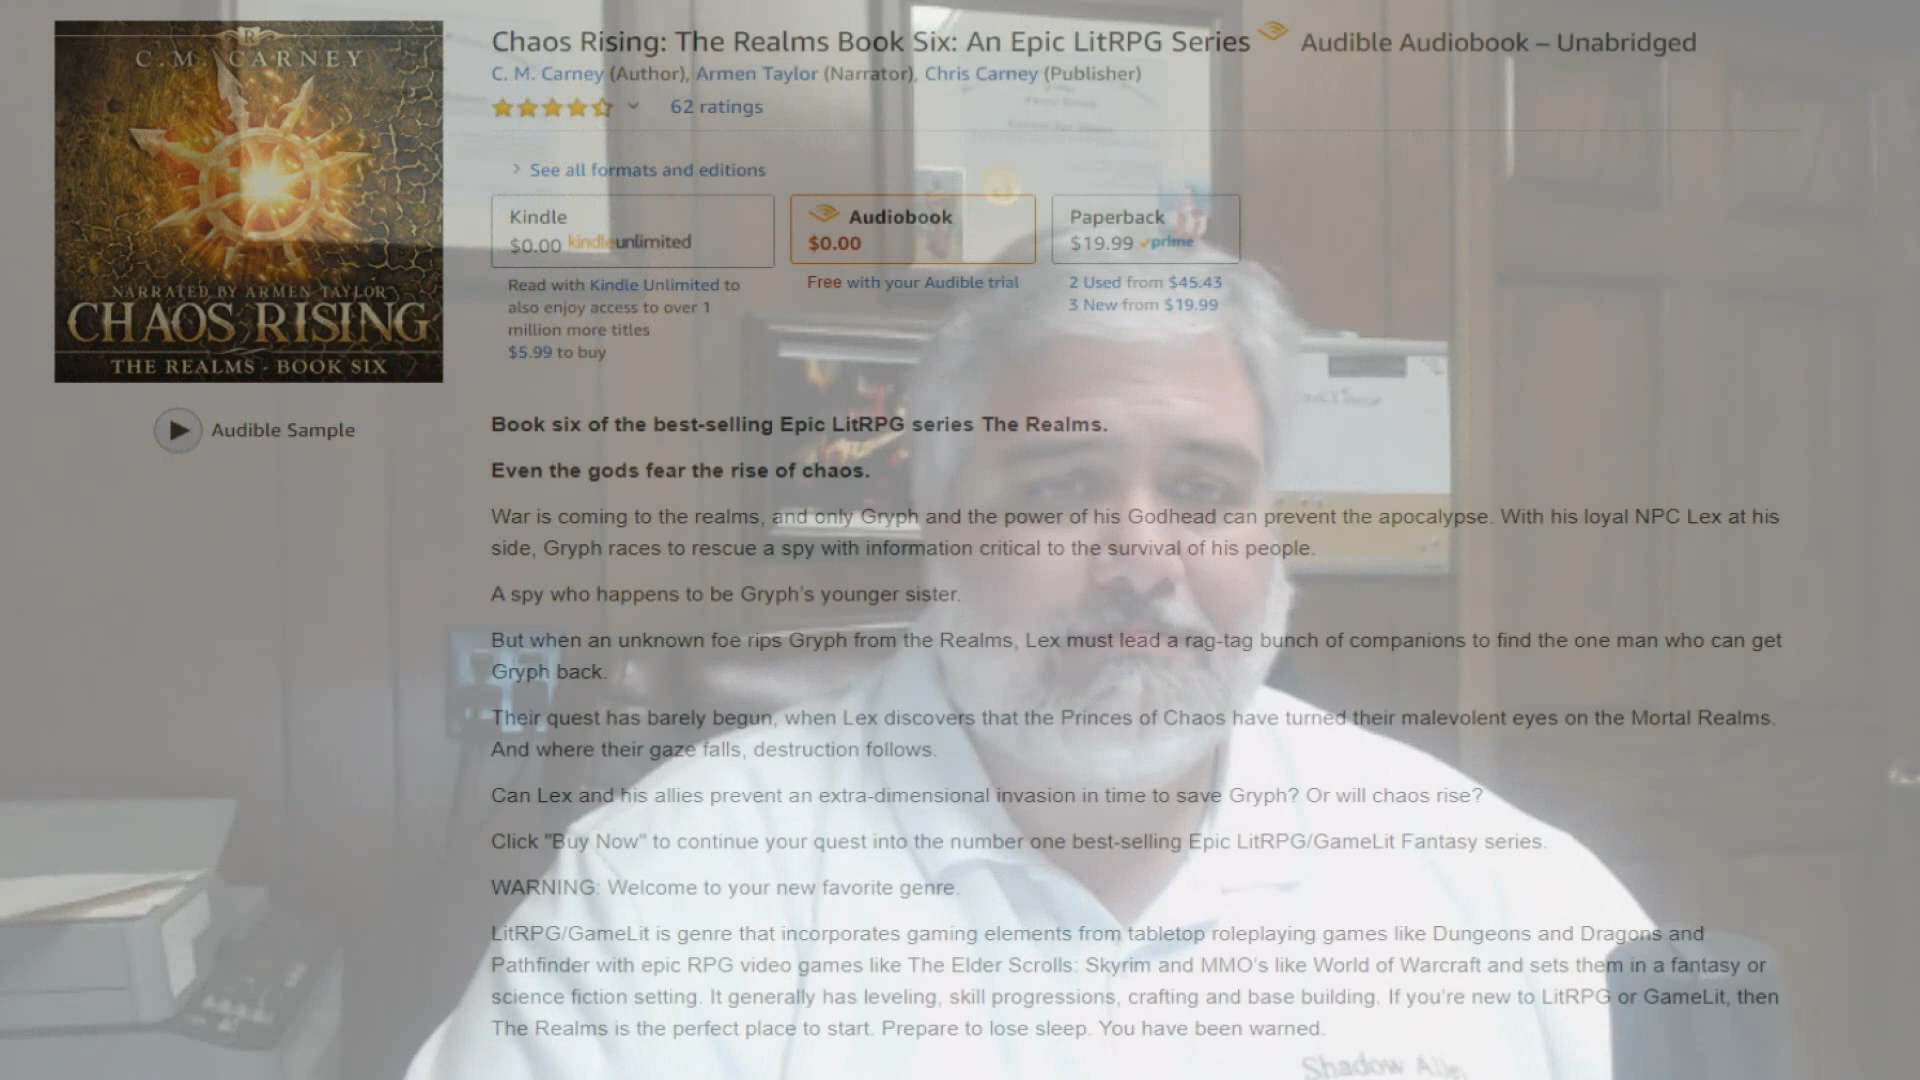 C. M. CARNEY
NARRATED BY ARMEN TAYLOR
CHAOS RISING
THE REALMS - BOOK SIX
Audible Sample
Chaos Rising: The Realms Book Six: An Epic LitRPG Series Audible Audiobook – Unabridged
C. M. Carney (Author), Armen Taylor (Narrator), Chris Carney (Publisher)
62 ratings
See all formats and editions
Kindle
$0.00 kindleunlimited
Read with Kindle Unlimited to
also enjoy access to over 1
million more titles
$5.99 to buy
Audiobook
$0.00
Free with your Audible trial
Paperback
$19.99 prime
2 Used from $45.43
3 New from $19.99
Book six of the best-selling Epic LitRPG series The Realms.
Even the gods fear the rise of chaos.
War is coming to the realms, and only Gryph and the power of his Godhead can prevent the apocalypse. With his loyal NPC Lex at his
side, Gryph races to rescue a spy with information critical to the survival of his people.
A spy who happens to be Gryph's younger sister.
But when an unknown foe rips Gryph from the Realms, Lex must lead a rag-tag bunch of companions to find the one man who can get
Gryph back.
Their quest has barely begun, when Lex discovers that the Princes of Chaos have turned their malevolent eyes on the Mortal Realms.
And where their gaze falls, destruction follows.
Can Lex and his allies prevent an extra-dimensional invasion in time to save Gryph? Or will chaos rise?
Click "Buy Now" to continue your quest into the number one best-selling Epic LitRPG/GameLit Fantasy series.
WARNING: Welcome to your new favorite genre.
LitRPG/GameLit is genre that incorporates gaming elements from tabletop roleplaying games like Dungeons and Dragons and
Pathfinder with epic RPG video games like The Elder Scrolls: Skyrim and MMO's like World of Warcraft and sets them in a fantasy or
science fiction setting. It generally has leveling, skill progressions, crafting and base building. If you're new to LitRPG or GameLit, then
The Realms is the perfect place to start. Prepare to lose sleep. You have been warned.
Shadow